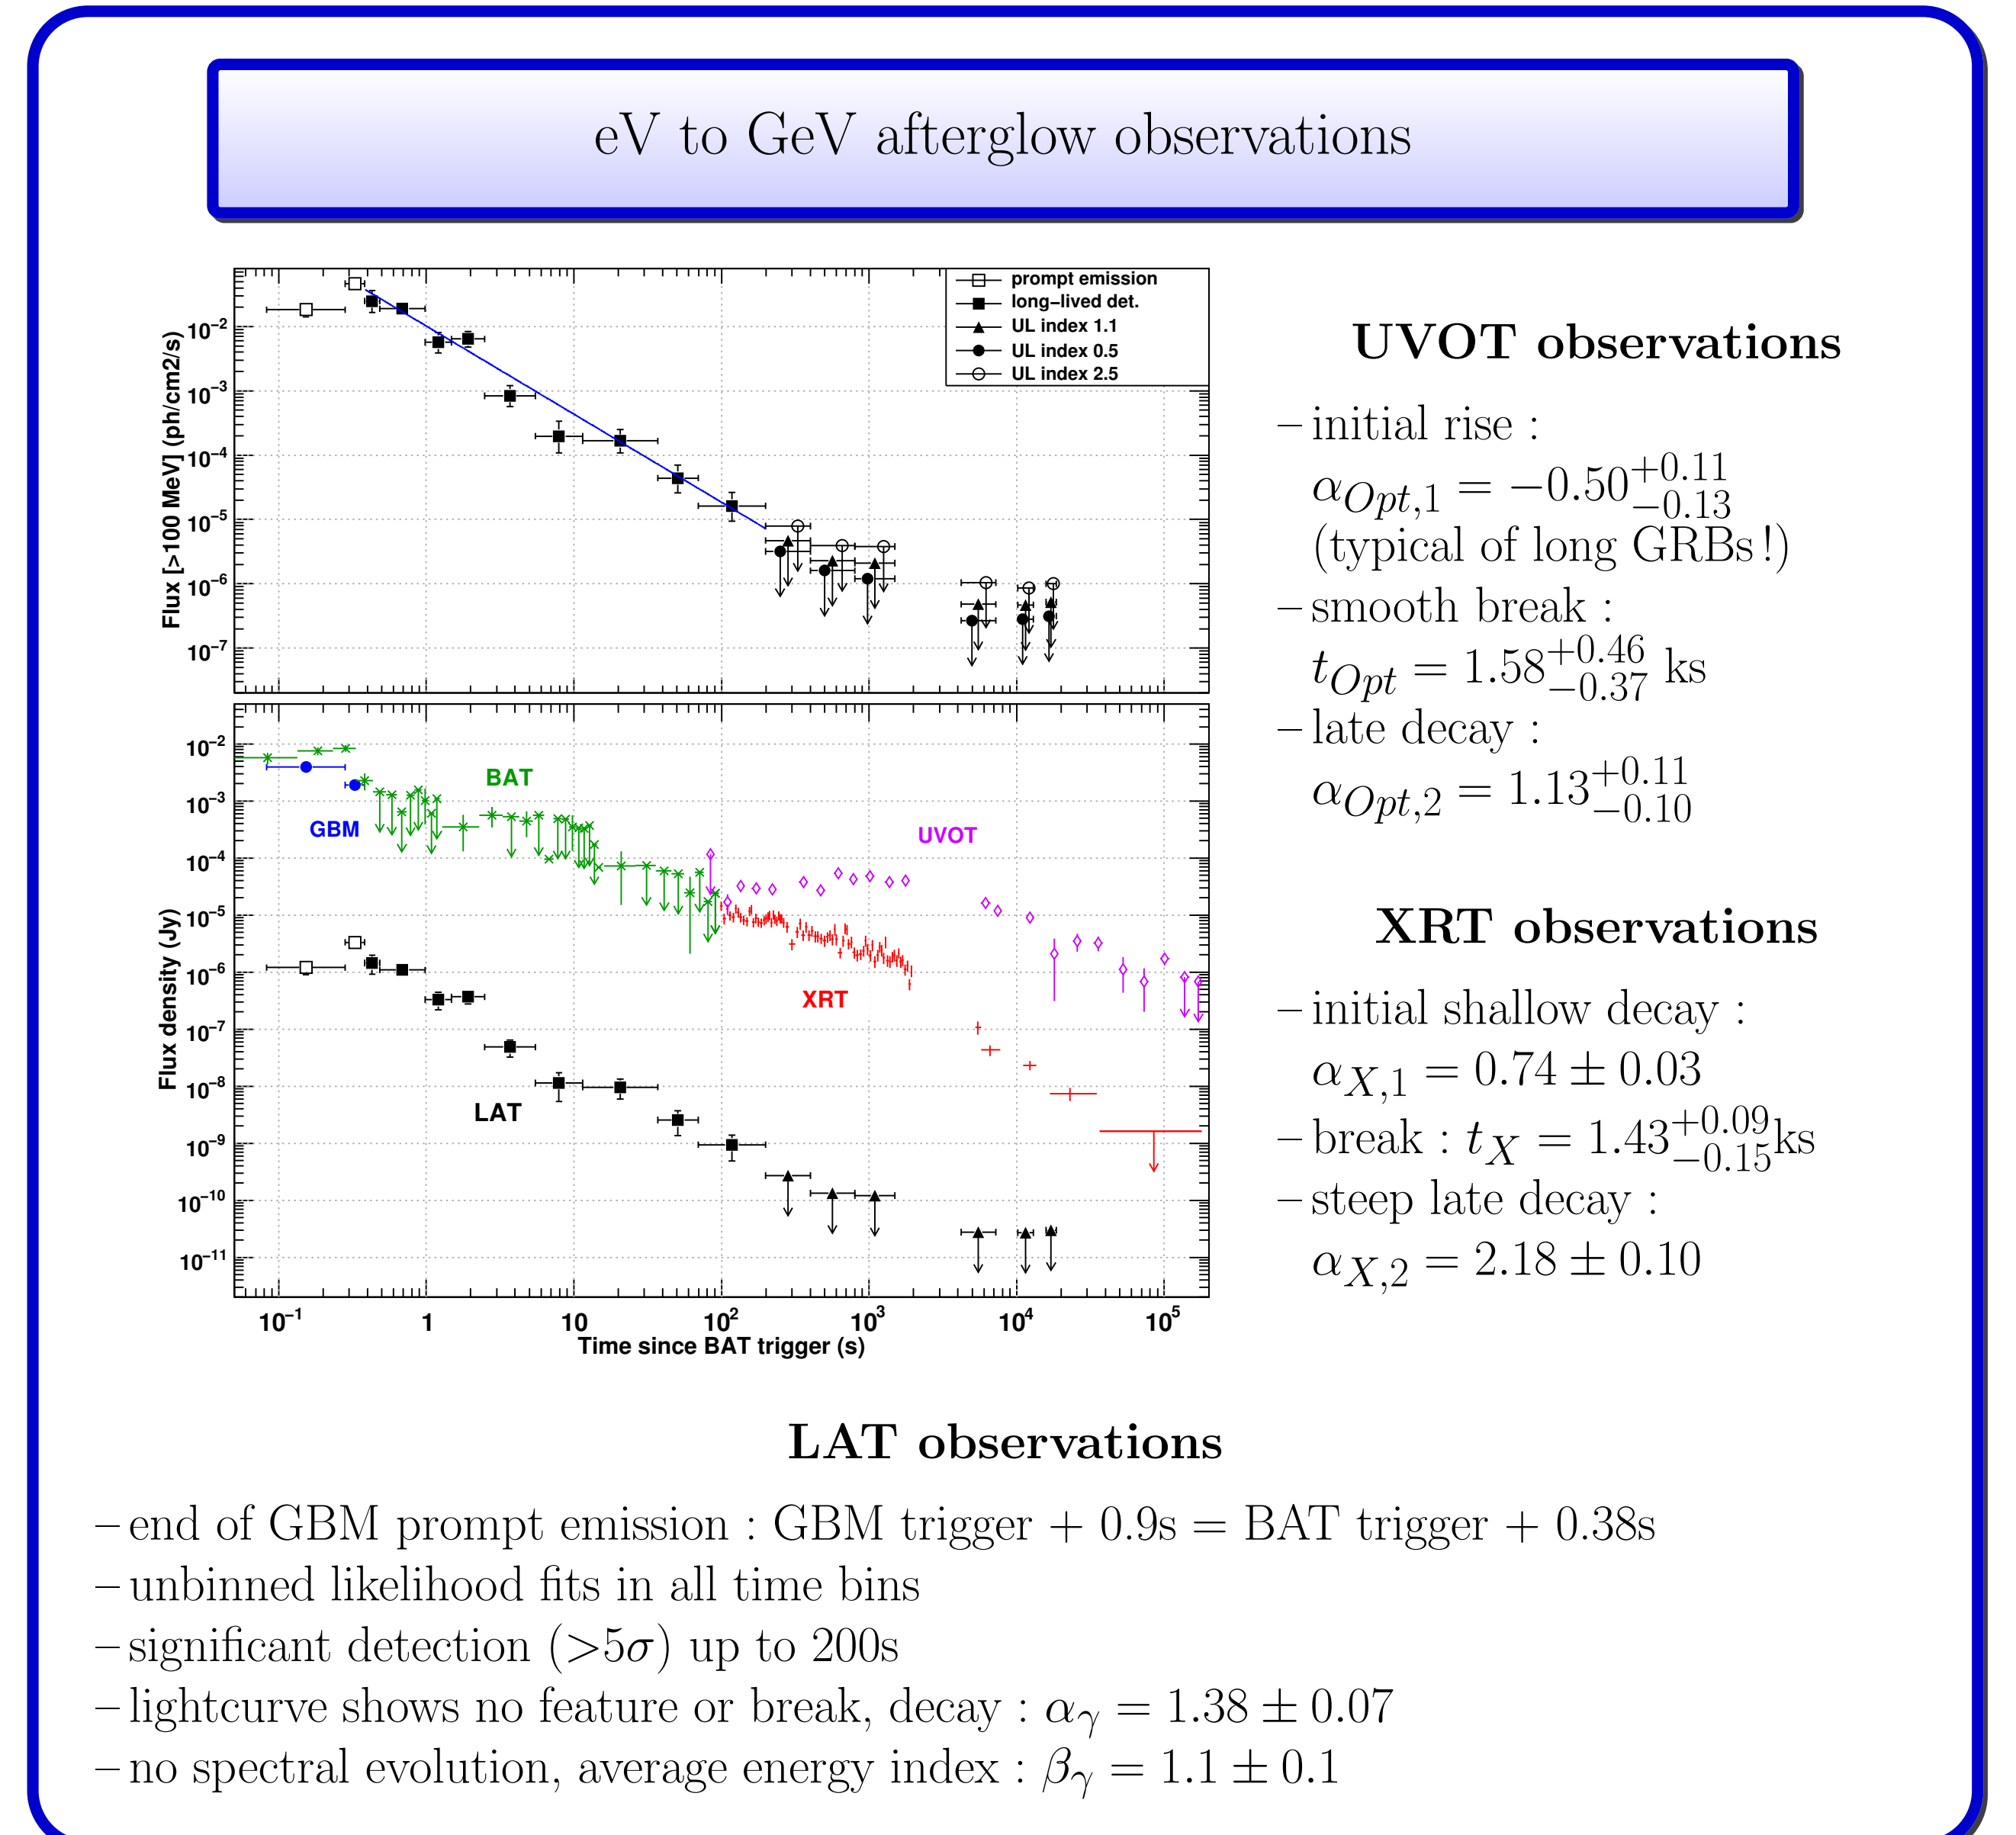 eV to GeV afterglow observations
Flux [>100 MeV] (ph/cm2/s)
10⁻²
10⁻³
10⁻⁴
10⁻⁵
10⁻⁶
10⁻⁷
prompt emission
long−lived det.
UL index 1.1
UL index 0.5
UL index 2.5
Flux density (Jy)
10⁻²
10⁻³
10⁻⁴
10⁻⁵
10⁻⁶
10⁻⁷
10⁻⁸
10⁻⁹
10⁻¹⁰
10⁻¹¹
BAT
GBM
UVOT
XRT
LAT
10⁻¹ 1 10 10² 10³ 10⁴ 10⁵
Time since BAT trigger (s)
UVOT observations
– initial rise :
α_{Opt,1} = −0.50^{+0.11}_{−0.13}
(typical of long GRBs !)
– smooth break :
t_{Opt} = 1.58^{+0.46}_{−0.37} ks
– late decay :
α_{Opt,2} = 1.13^{+0.11}_{−0.10}
XRT observations
– initial shallow decay :
α_{X,1} = 0.74 ± 0.03
– break : t_X = 1.43^{+0.09}_{−0.15}ks
– steep late decay :
α_{X,2} = 2.18 ± 0.10
LAT observations
– end of GBM prompt emission : GBM trigger + 0.9s = BAT trigger + 0.38s
– unbinned likelihood fits in all time bins
– significant detection (>5σ) up to 200s
– lightcurve shows no feature or break, decay : α_γ = 1.38 ± 0.07
– no spectral evolution, average energy index : β_γ = 1.1 ± 0.1